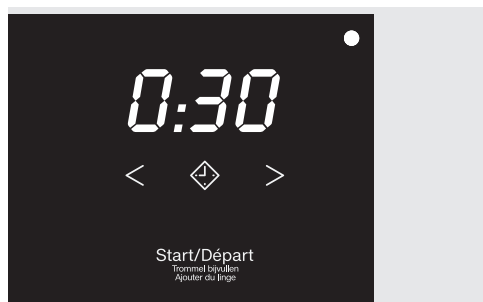 0:30
< >
Start/Départ
Trommel bijvullen
Ajouter du linge